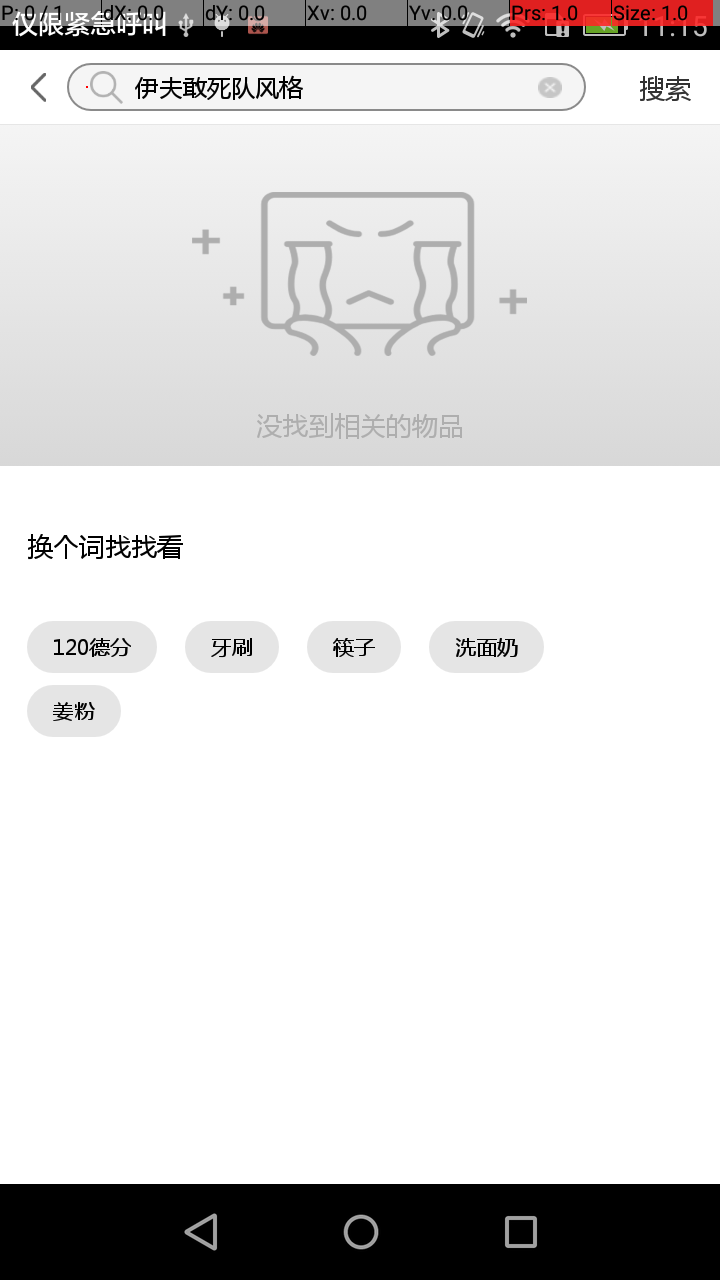 P: 0 / 1 dX: 0.0 dY: 0.0 Xv: 0.0 Yv: 0.0 Prs: 1.0 Size: 1.0
仅限紧急呼叫 11:15
伊夫敢死队风格 搜索
没找到相关的物品
换个词找找看
120德分 牙刷 筷子 洗面奶
姜粉